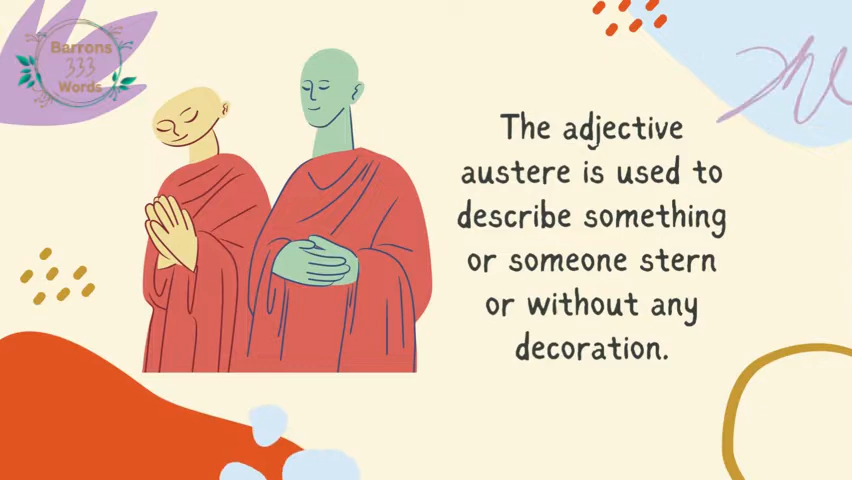 Barrons
333
Words
The adjective
austere is used to
describe something
or someone stern
or without any
decoration.